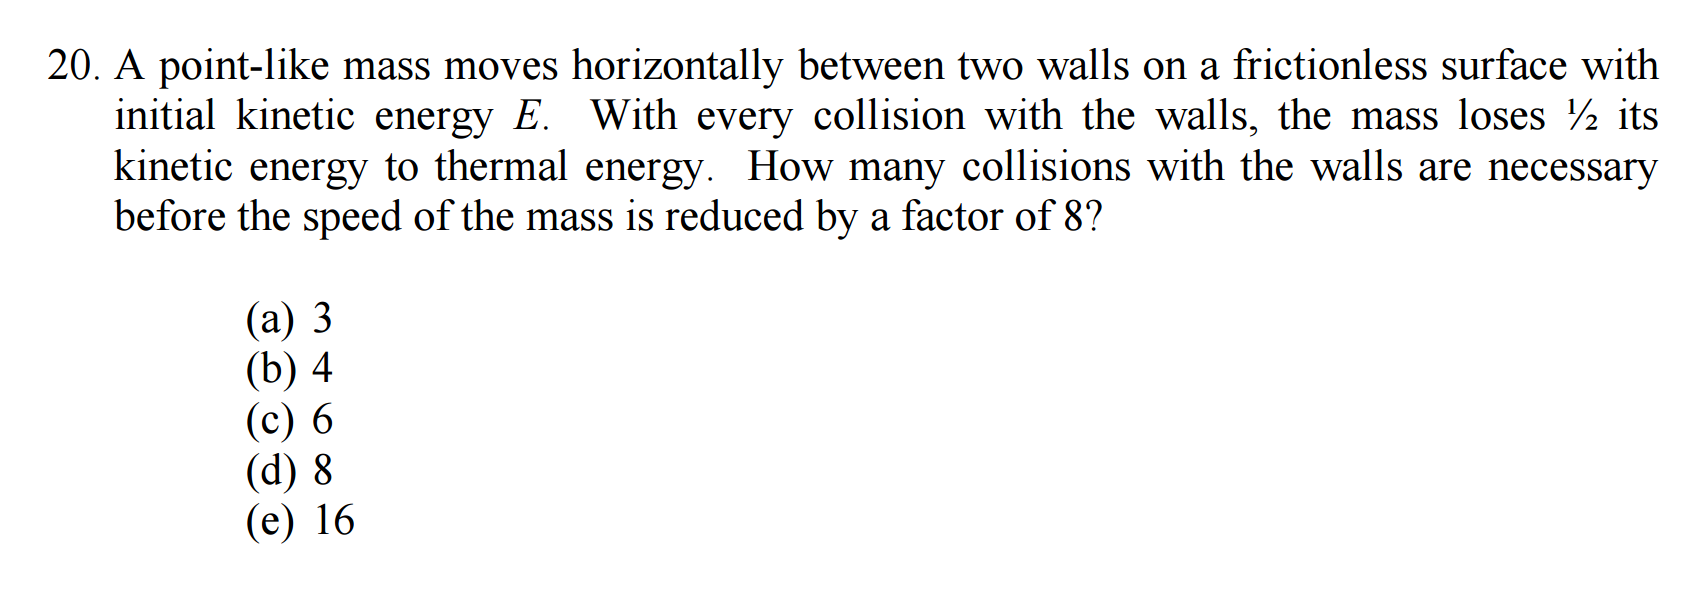 20. A point-like mass moves horizontally between two walls on a frictionless surface with
initial kinetic energy E. With every collision with the walls, the mass loses ½ its
kinetic energy to thermal energy. How many collisions with the walls are necessary
before the speed of the mass is reduced by a factor of 8?
(a) 3
(b) 4
(c) 6
(d) 8
(e) 16